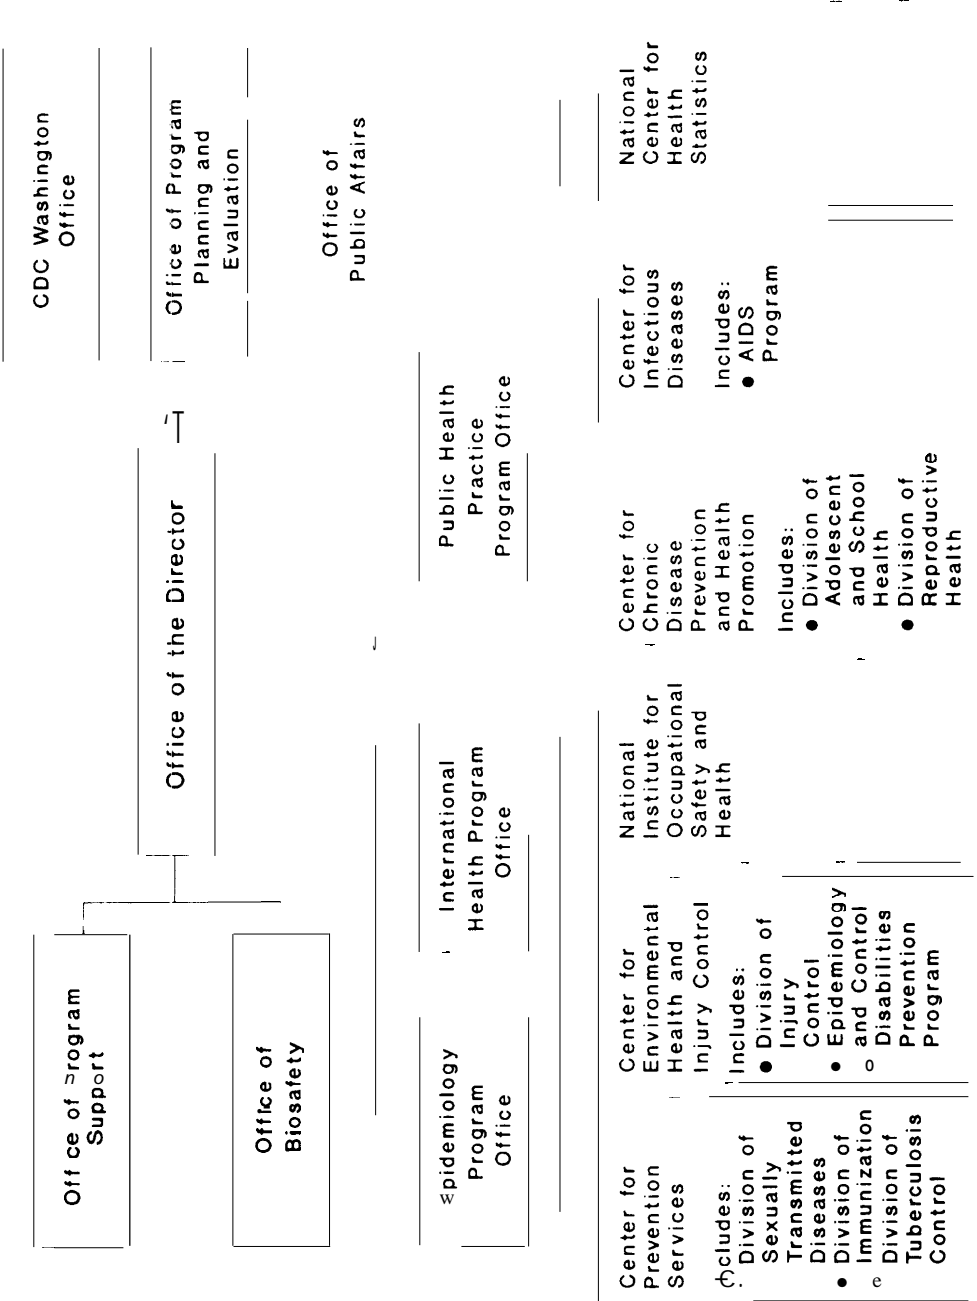 CDC Washington
Office
Office of Program
Planning and
Evaluation
Office of
Public Affairs
Office of the Director
Office of Program
Support
Office of
Biosafety
Epidemiology
Program
Office
International
Health Program
Office
Public Health
Practice
Program Office
Center for
Prevention
Services
Includes:
Division of
Sexually
Transmitted
Diseases
● Division of
Immunization
Division of
Tuberculosis
Control
Center for
Environmental
Health and
Injury Control
Includes:
● Division of
Injury
Control
● Epidemiology
and Control
o Disabilities
Prevention
Program
National
Institute for
Occupational
Safety and
Health
Center for
Chronic
Disease
Prevention
and Health
Promotion
Includes:
● Division of
Adolescent
and School
Health
● Division of
Reproductive
Health
Center for
Infectious
Diseases
Includes:
● AIDS
Program
National
Center for
Health
Statistics